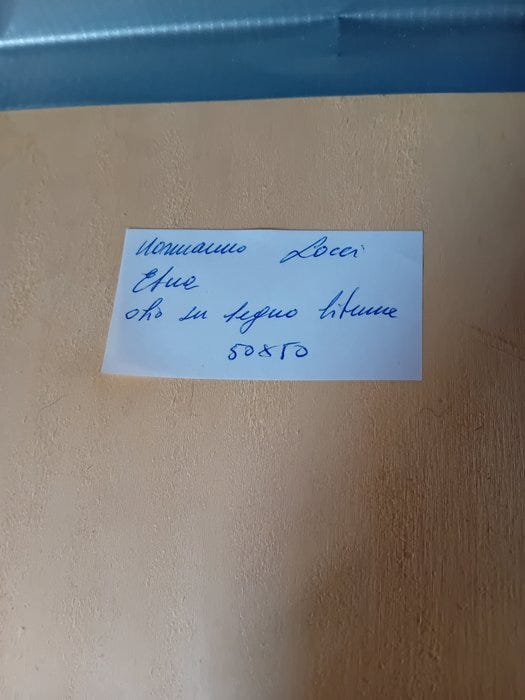 Normanno Locci
Etna
olio su legno bitume
50x50